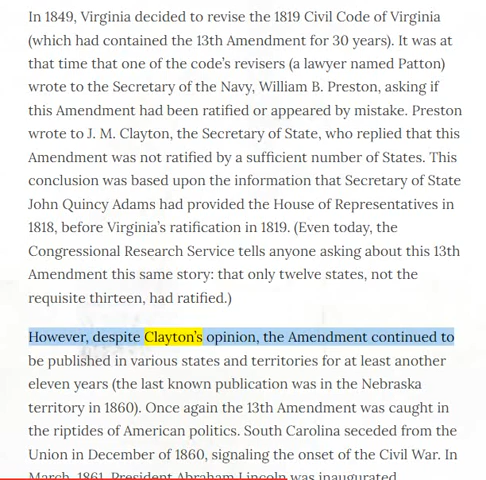 In 1849, Virginia decided to revise the 1819 Civil Code of Virginia
(which had contained the 13th Amendment for 30 years). It was at
that time that one of the code's revisers (a lawyer named Patton)
wrote to the Secretary of the Navy, William B. Preston, asking if
this Amendment had been ratified or appeared by mistake. Preston
wrote to J. M. Clayton, the Secretary of State, who replied that this
Amendment was not ratified by a sufficient number of States. This
conclusion was based upon the information that Secretary of State
John Quincy Adams had provided the House of Representatives in
1818, before Virginia's ratification in 1819. (Even today, the
Congressional Research Service tells anyone asking about this 13th
Amendment this same story: that only twelve states, not the
requisite thirteen, had ratified.)
However, despite Clayton's opinion, the Amendment continued to
be published in various states and territories for at least another
eleven years (the last known publication was in the Nebraska
territory in 1860). Once again the 13th Amendment was caught in
the riptides of American politics. South Carolina seceded from the
Union in December of 1860, signaling the onset of the Civil War. In
March, 1861, President Abraham Lincoln was inaugurated.